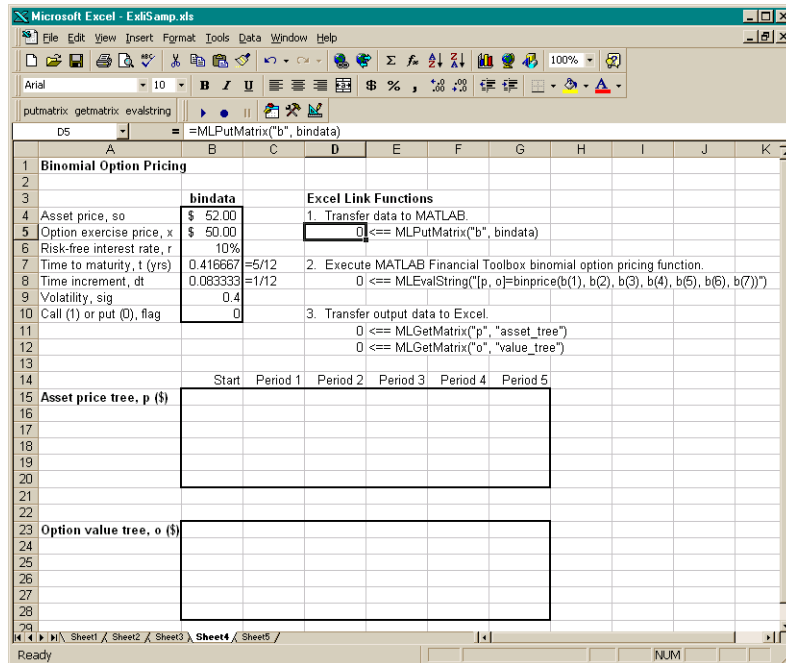 Microsoft Excel - ExliSamp.xls
File Edit View Insert Format Tools Data Window Help
100%
Arial 10 B I U $ % ,
putmatrix getmatrix evalstring
D5 = =MLPutMatrix("b", bindata)
A B C D E F G H I J K
1 Binomial Option Pricing
2
3 bindata Excel Link Functions
4 Asset price, so $ 52.00 1. Transfer data to MATLAB.
5 Option exercise price, x $ 50.00 0 <== MLPutMatrix("b", bindata)
6 Risk-free interest rate, r 10%
7 Time to maturity, t (yrs) 0.416667 =5/12 2. Execute MATLAB Financial Toolbox binomial option pricing function.
8 Time increment, dt 0.083333 =1/12 0 <== MLEvalString("[p, o]=binprice(b(1), b(2), b(3), b(4), b(5), b(6), b(7))")
9 Volatility, sig 0.4
10 Call (1) or put (0), flag 0 3. Transfer output data to Excel.
11 0 <== MLGetMatrix("p", "asset_tree")
12 0 <== MLGetMatrix("o", "value_tree")
13
14 Start Period 1 Period 2 Period 3 Period 4 Period 5
15 Asset price tree, p ($)
16
17
18
19
20
21
22
23 Option value tree, o ($)
24
25
26
27
28
29
Sheet1 Sheet2 Sheet3 Sheet4 Sheet5
Ready NUM